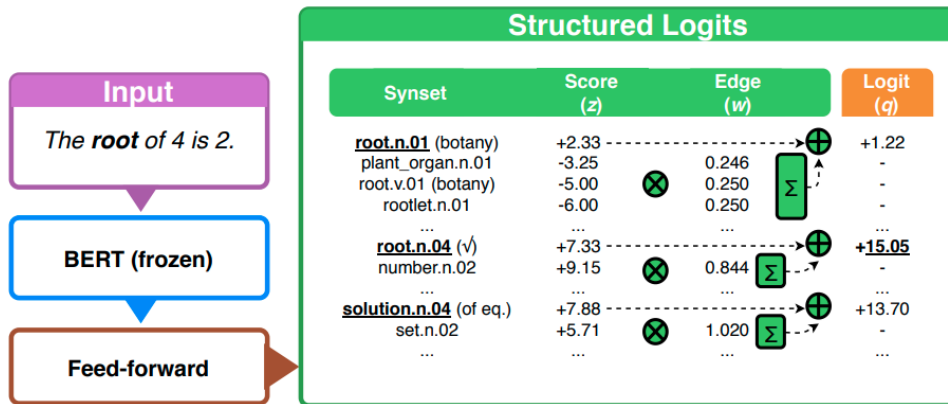 Structured Logits
Input
The root of 4 is 2.
BERT (frozen)
Feed-forward
Synset Score (z) Edge (w) Logit (q)
root.n.01 (botany) +2.33 +1.22
plant_organ.n.01 -3.25 0.246 -
root.v.01 (botany) -5.00 ⊗ 0.250 Σ -
rootlet.n.01 -6.00 0.250 -
... ... ... ...
root.n.04 (√) +7.33 +15.05
number.n.02 +9.15 ⊗ 0.844 Σ -
... ... ... ...
solution.n.04 (of eq.) +7.88 +13.70
set.n.02 +5.71 ⊗ 1.020 Σ -
... ... ... ...